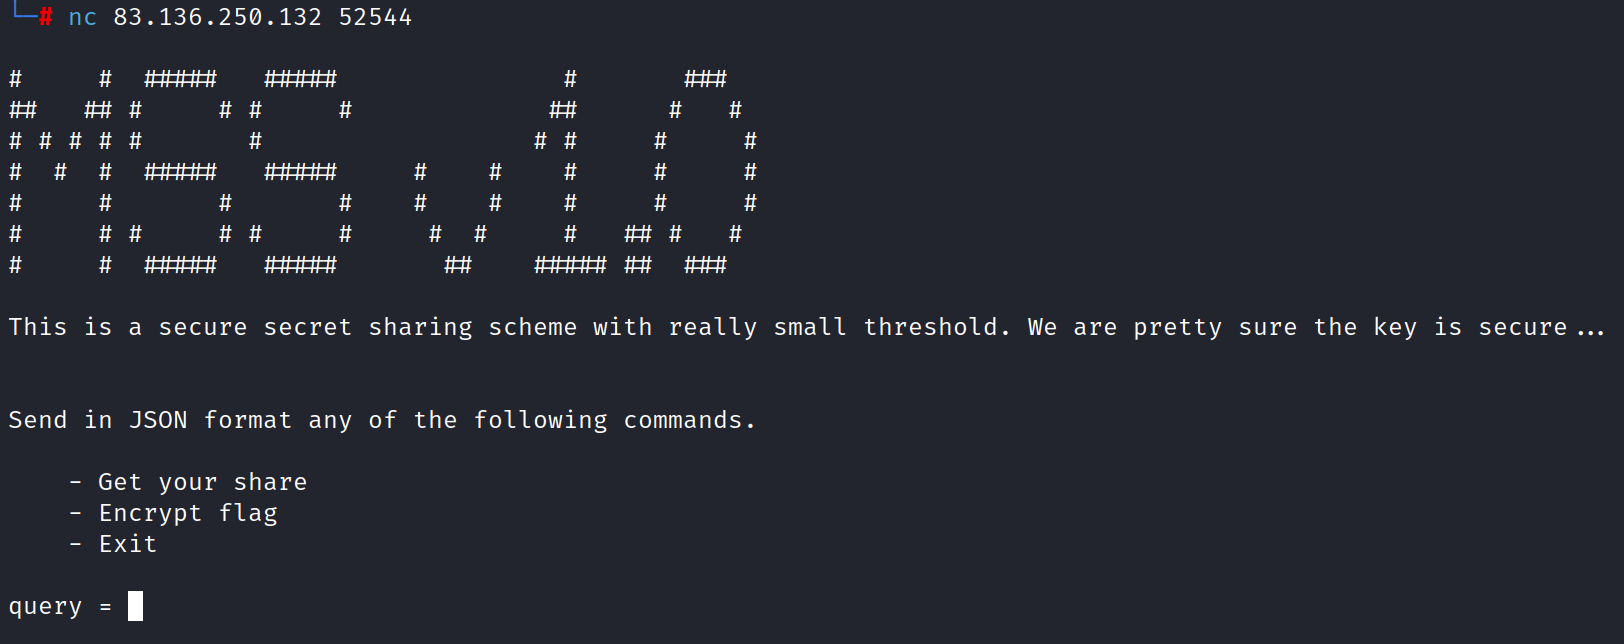 └─# nc 83.136.250.132 52544
#     #  #####   #####               #       ###
##   ## #     # #     #             ##      #   #
# # # # #       #                  # #     #     #
#  #  #  #####   #####     #    #    #     #     #
#     #       #       #    #    #    #     #     #
#     # #     # #     #     #  #     #   ## #   #
#     #  #####   #####       ##    ##### ##  ###
This is a secure secret sharing scheme with really small threshold. We are pretty sure the key is secure...
Send in JSON format any of the following commands.
- Get your share
- Encrypt flag
- Exit
query =